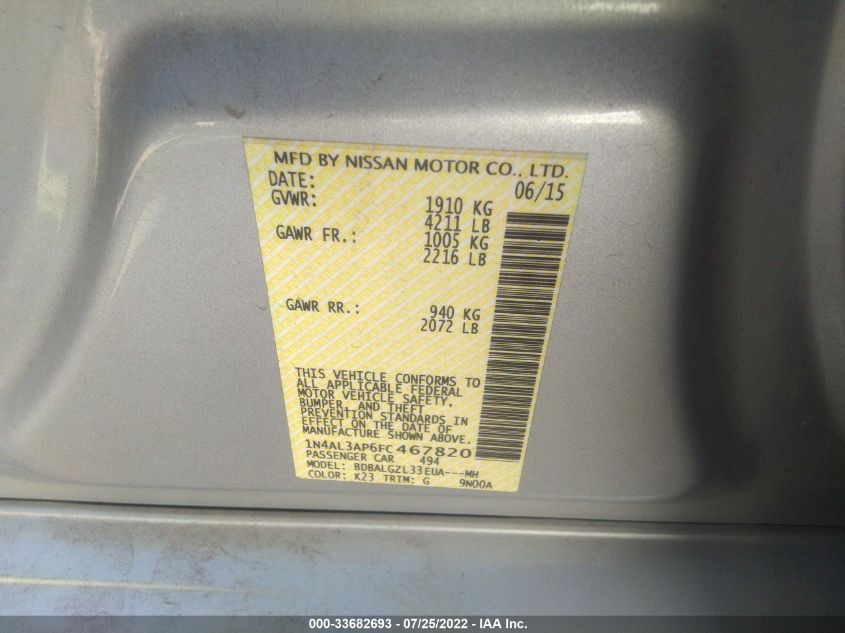 MFD BY NISSAN MOTOR CO., LTD.
DATE: 06/15
GVWR: 1910 KG
4211 LB
GAWR FR.: 1005 KG
2216 LB
GAWR RR.: 940 KG
2072 LB
THIS VEHICLE CONFORMS TO
ALL APPLICABLE FEDERAL
MOTOR VEHICLE SAFETY,
BUMPER, AND THEFT
PREVENTION STANDARDS IN
EFFECT ON THE DATE OF
MANUFACTURE SHOWN ABOVE.
1N4AL3AP6FC467820
PASSENGER CAR 494
MODEL: BDBALGZL33EUA---MH
COLOR: K23 TRIM: G 9N00A
000-33682693 - 07/25/2022 - IAA Inc.